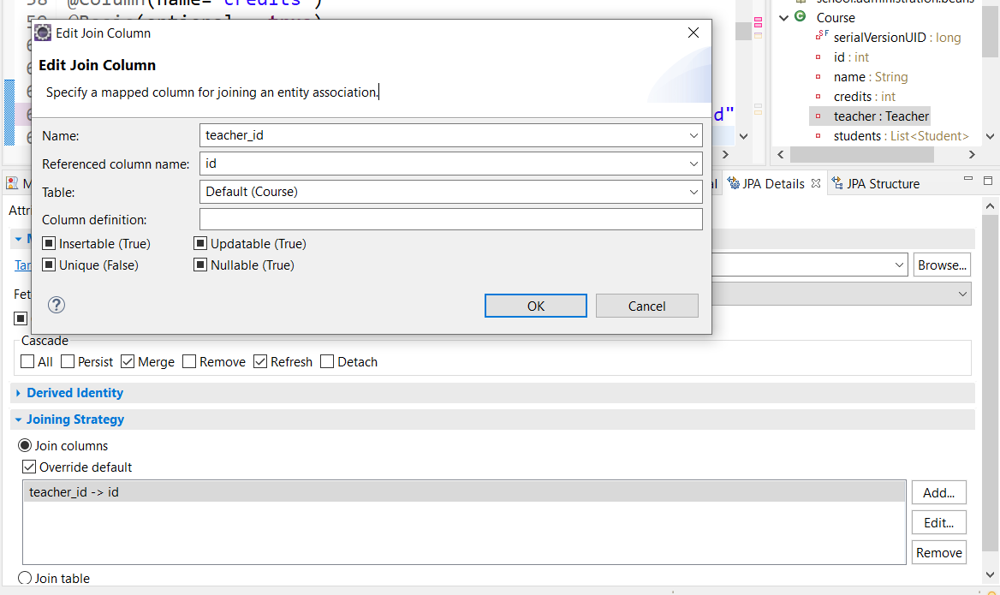 58 @Column(name="credits")
Edit Join Column
Edit Join Column
Specify a mapped column for joining an entity association.
Name: teacher_id
Referenced column name: id
Table: Default (Course)
Column definition:
Insertable (True) Updatable (True)
Unique (False) Nullable (True)
OK Cancel
d"
school.administration.beans
Course
serialVersionUID : long
id : int
name : String
credits : int
teacher : Teacher
students : List<Student>
JPA Details JPA Structure
Browse...
Cascade
All Persist Merge Remove Refresh Detach
Derived Identity
Joining Strategy
Join columns
Override default
teacher_id -> id
Add...
Edit...
Remove
Join table